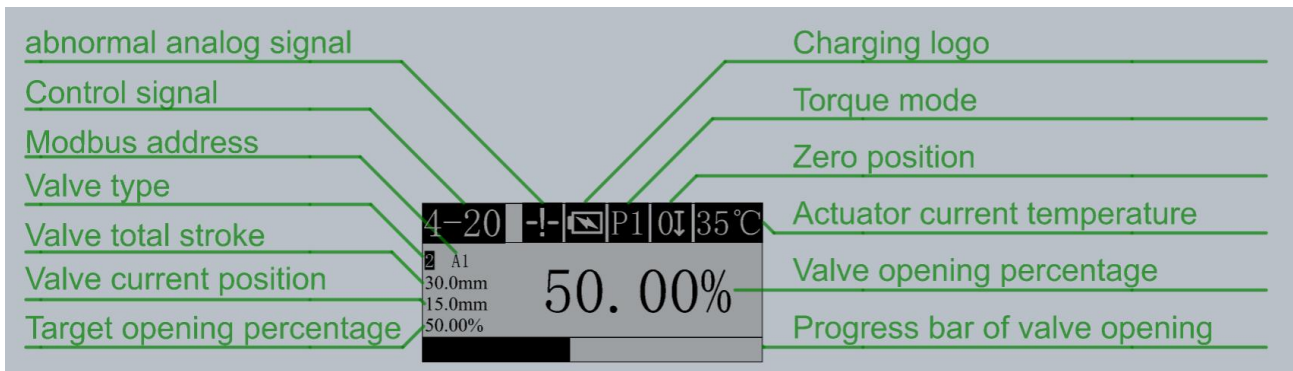 abnormal analog signal
Control signal
Modbus address
Valve type
Valve total stroke
Valve current position
Target opening percentage
4-20 -!- P1 0 35℃
2 A1
30.0mm
15.0mm
50.00%
50.00%
Charging logo
Torque mode
Zero position
Actuator current temperature
Valve opening percentage
Progress bar of valve opening